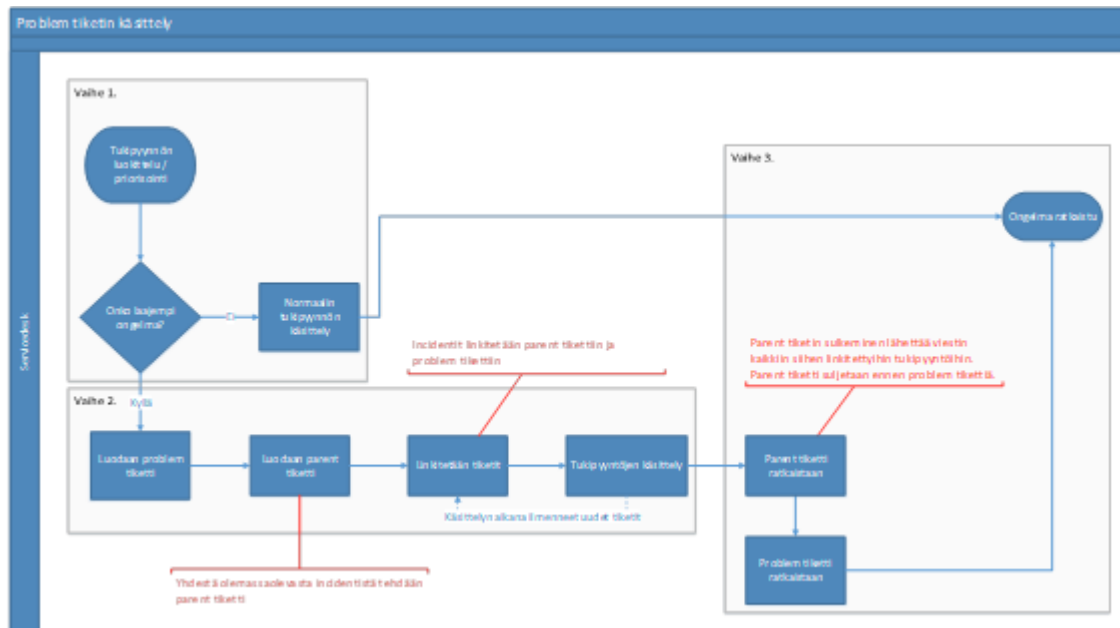 Problem tiketin käsittely
Servicedesk
Vaihe 1.
Tukipyynnön
luokittelu /
priorisointi
Onko laajempi
ongelma?
Normaalin
tukipyynnön
käsittely
Kyllä
Vaihe 2.
Luodaan problem
tiketti
Luodaan parent
tiketti
Linkitetään tiketit
Tukipyyntöjen käsittely
Käsittelyn aikana ilmenneet uudet tiketit
Incidentit linkitetään parent tikettiin ja
problem tikettiin
Yhdestä olemassaolevasta incidentistä tehdään
parent tiketti
Vaihe 3.
Ongelma ratkaistu
Parent tiketin sulkeminen lähettää viestin
kaikkiin siihen linkitettyihin tukipyyntöihin.
Parent tiketti suljetaan ennen problem tikettiä.
Parent tiketti
ratkaistaan
Problem tiketti
ratkaistaan